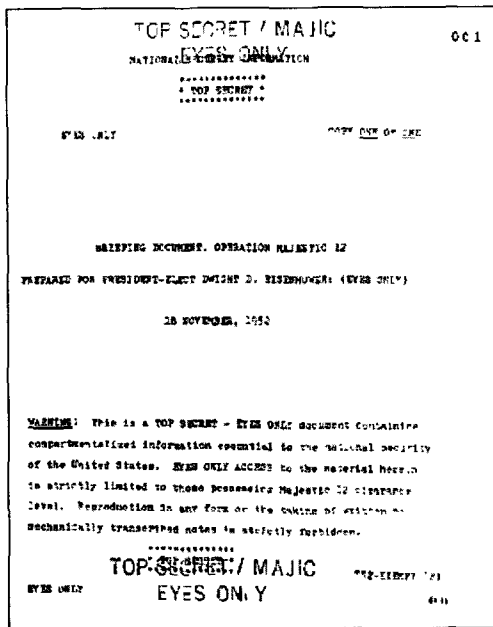 TOP SECRET / MAJIC
001
EYES ONLY
NATIONAL INFORMATION
* TOP SECRET *
EYES ONLY
COPY ONE OF ONE
BRIEFING DOCUMENT: OPERATION MAJESTIC 12
PREPARED FOR PRESIDENT-ELECT DWIGHT D. EISENHOWER: (EYES ONLY)
18 NOVEMBER, 1952
WARNING: This is a TOP SECRET - EYES ONLY document containing
compartmentalized information essential to the national security
of the United States. EYES ONLY ACCESS to the material herein
is strictly limited to those possessing Majestic 12 clearance
level. Reproduction in any form or the taking of written or
mechanically transcribed notes is strictly forbidden.
TOP SECRET / MAJIC
EYES ONLY
EYES ONLY